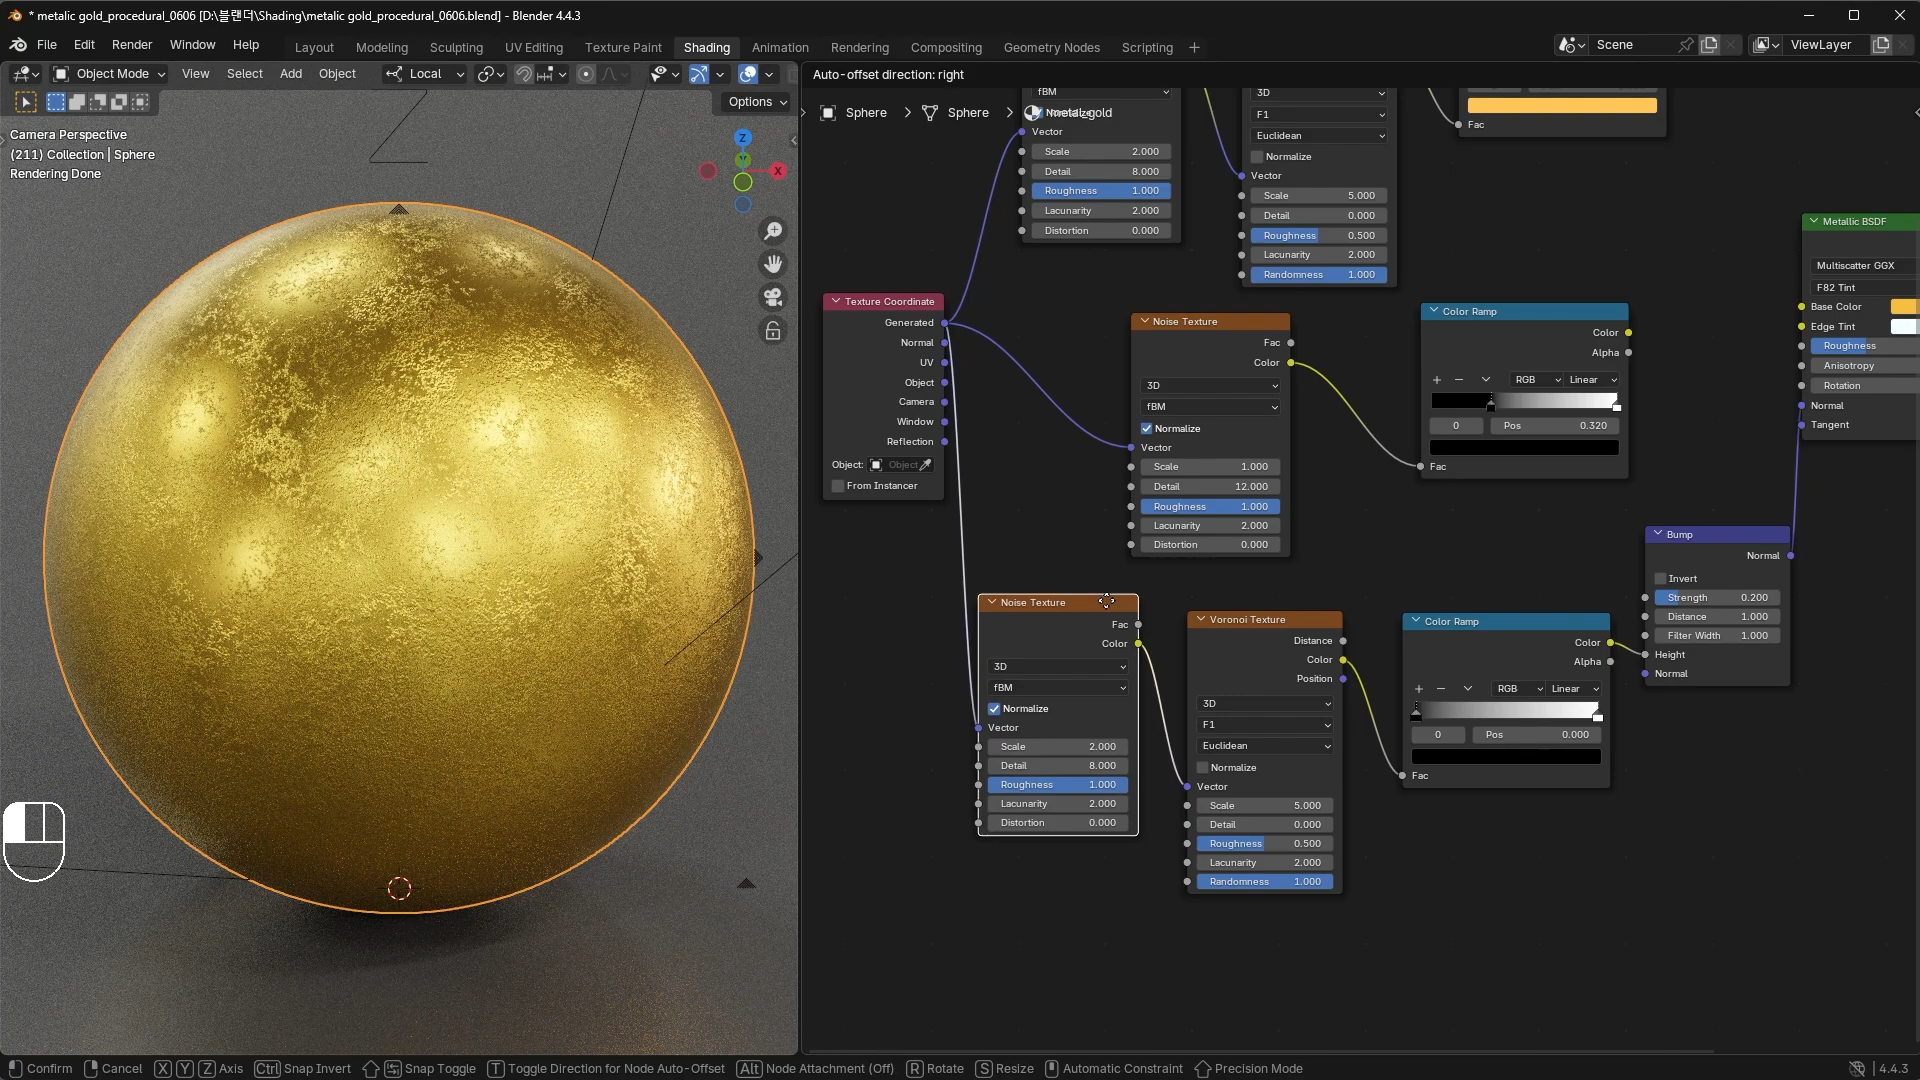 * metalic gold_procedural_0606 [D:\블랜더\Shading\metalic gold_procedural_0606.blend] - Blender 4.4.3
File Edit Render Window Help Layout Modeling Sculpting UV Editing Texture Paint Shading Animation Rendering Compositing Geometry Nodes Scripting + Scene ViewLayer
Object Mode View Select Add Object Local
Options
Camera Perspective
(211) Collection | Sphere
Rendering Done
Z
X
Auto-offset direction: right
Sphere > Sphere > metal-gold
fBM
Normalize
Vector
Scale 2.000
Detail 8.000
Roughness 1.000
Lacunarity 2.000
Distortion 0.000
3D
F1
Euclidean
Normalize
Vector
Scale 5.000
Detail 0.000
Roughness 0.500
Lacunarity 2.000
Randomness 1.000
Fac
Texture Coordinate
Generated
Normal
UV
Object
Camera
Window
Reflection
Object: Object
From Instancer
Noise Texture
Fac
Color
3D
fBM
Normalize
Vector
Scale 1.000
Detail 12.000
Roughness 1.000
Lacunarity 2.000
Distortion 0.000
Color Ramp
Color
Alpha
RGB Linear
0 Pos 0.320
Fac
Metallic BSDF
Multiscatter GGX
F82 Tint
Base Color
Edge Tint
Roughness
Anisotropy
Rotation
Normal
Tangent
Bump
Normal
Invert
Strength 0.200
Distance 1.000
Filter Width 1.000
Height
Normal
Noise Texture
Fac
Color
3D
fBM
Normalize
Vector
Scale 2.000
Detail 8.000
Roughness 1.000
Lacunarity 2.000
Distortion 0.000
Voronoi Texture
Distance
Color
Position
3D
F1
Euclidean
Normalize
Vector
Scale 5.000
Detail 0.000
Roughness 0.500
Lacunarity 2.000
Randomness 1.000
Color Ramp
Color
Alpha
RGB Linear
0 Pos 0.000
Fac
Confirm Cancel X Y Z Axis Ctrl Snap Invert Snap Toggle T Toggle Direction for Node Auto-Offset Alt Node Attachment (Off) R Rotate S Resize Automatic Constraint Precision Mode 4.4.3